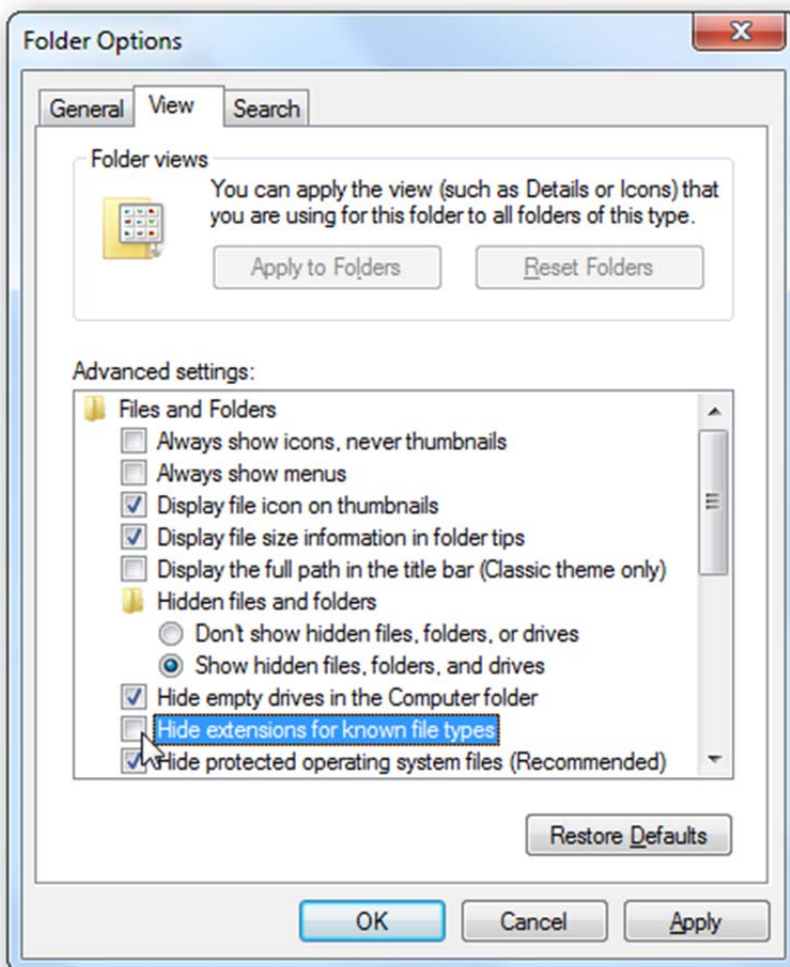 Folder Options
General View Search
Folder views
You can apply the view (such as Details or Icons) that
you are using for this folder to all folders of this type.
Apply to Folders Reset Folders
Advanced settings:
Files and Folders
Always show icons, never thumbnails
Always show menus
Display file icon on thumbnails
Display file size information in folder tips
Display the full path in the title bar (Classic theme only)
Hidden files and folders
Don't show hidden files, folders, or drives
Show hidden files, folders, and drives
Hide empty drives in the Computer folder
Hide extensions for known file types
Hide protected operating system files (Recommended)
Restore Defaults
OK Cancel Apply